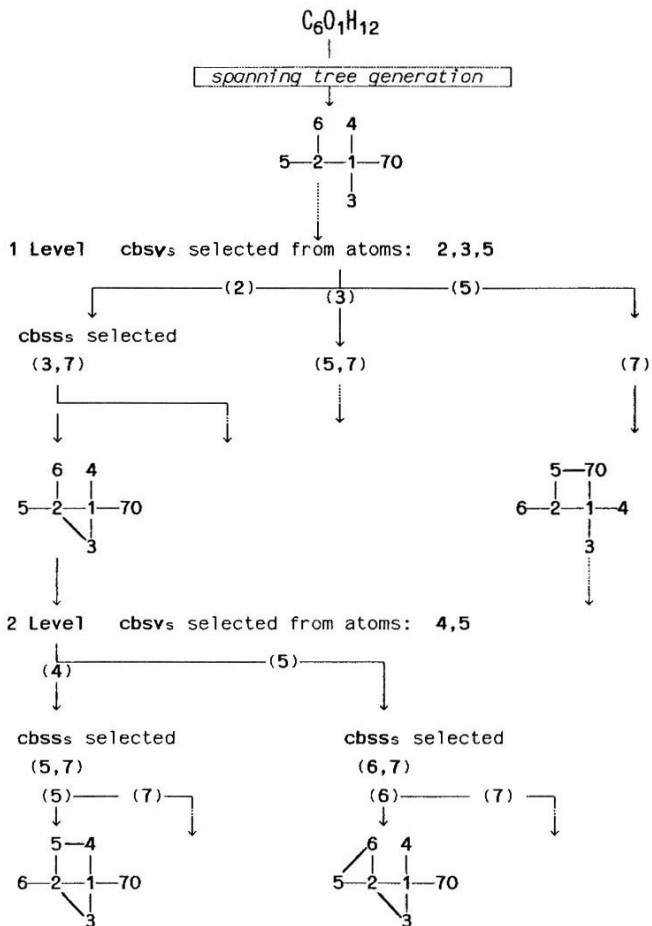 C6O1H12
spanning tree generation
6 4
5—2—1—7O
3
1 Level cbsvs selected from atoms: 2,3,5
(2) (3) (5)
cbsss selected
(3,7) (5,7) (7)
6 4 5—7O
5—2—1—7O 6—2—1—4
3 3
2 Level cbsvs selected from atoms: 4,5
(4) (5)
cbsss selected cbsss selected
(5,7) (6,7)
(5) (7) (6) (7)
5—4 6 4
6—2—1—7O 5—2—1—7O
3 3